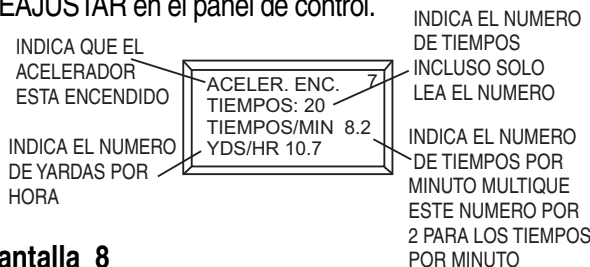 EAJUSTAR en el panel de control.
INDICA QUE EL
ACELERADOR
ESTA ENCENDIDO
INDICA EL NUMERO
DE YARDAS POR
HORA
ACELER. ENC. 7
TIEMPOS: 20
TIEMPOS/MIN 8.2
YDS/HR 10.7
INDICA EL NUMERO
DE TIEMPOS
INCLUSO SOLO
LEA EL NUMERO
INDICA EL NUMERO
DE TIEMPOS POR
MINUTO MULTIQUE
ESTE NUMERO POR
2 PARA LOS TIEMPOS
POR MINUTO
antalla 8